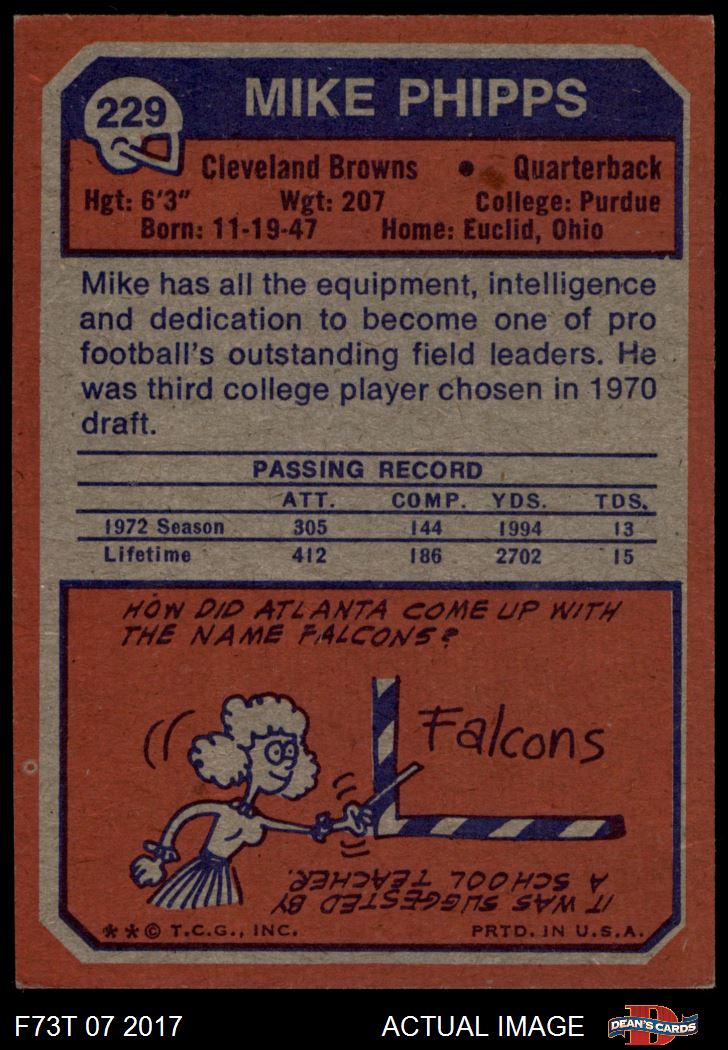 229
MIKE PHIPPS
Cleveland Browns • Quarterback
Hgt: 6'3" Wgt: 207 College: Purdue
Born: 11-19-47 Home: Euclid, Ohio
Mike has all the equipment, intelligence
and dedication to become one of pro
football's outstanding field leaders. He
was third college player chosen in 1970
draft.
PASSING RECORD
ATT. COMP. YDS. TDS.
1972 Season 305 144 1994 13
Lifetime 412 186 2702 15
HOW DID ATLANTA COME UP WITH
THE NAME FALCONS?
Falcons
IT WAS SUGGESTED BY
A SCHOOL TEACHER.
**© T.C.G., INC. PRTD. IN U.S.A.
F73T 07 2017 ACTUAL IMAGE
D
DEAN'S CARDS